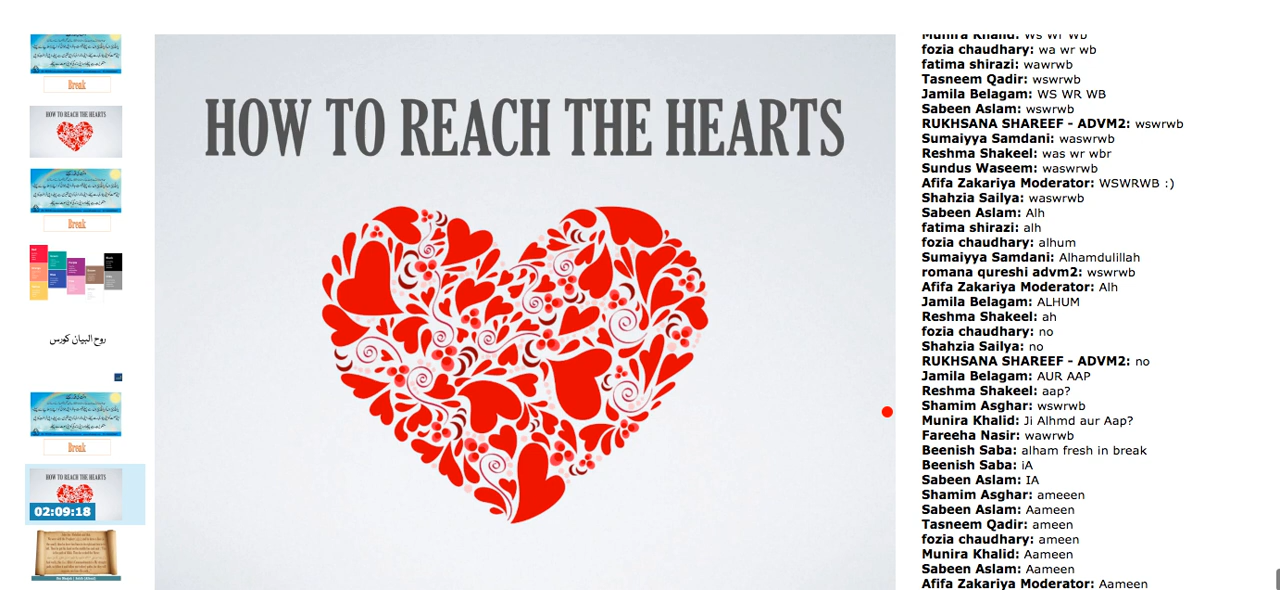 Break
HOW TO REACH THE HEARTS
Break
روح البیان کورس
Break
HOW TO REACH THE HEARTS
02:09:18
HOW TO REACH THE HEARTS
Munira Khalid: Ws Wr Wb
fozia chaudhary: wa wr wb
fatima shirazi: wawrwb
Tasneem Qadir: wswrwb
Jamila Belagam: WS WR WB
Sabeen Aslam: wswrwb
RUKHSANA SHAREEF - ADVM2: wswrwb
Sumaiyya Samdani: waswrwb
Reshma Shakeel: was wr wbr
Sundus Waseem: waswrwb
Afifa Zakariya Moderator: WSWRWB :)
Shahzia Sailya: waswrwb
Sabeen Aslam: Alh
fatima shirazi: alh
fozia chaudhary: alhum
Sumaiyya Samdani: Alhamdulillah
romana qureshi advm2: wswrwb
Afifa Zakariya Moderator: Alh
Jamila Belagam: ALHUM
Reshma Shakeel: ah
fozia chaudhary: no
Shahzia Sailya: no
RUKHSANA SHAREEF - ADVM2: no
Jamila Belagam: AUR AAP
Reshma Shakeel: aap?
Shamim Asghar: wswrwb
Munira Khalid: Ji Alhmd aur Aap?
Fareeha Nasir: wawrwb
Beenish Saba: alham fresh in break
Beenish Saba: iA
Sabeen Aslam: IA
Shamim Asghar: ameeen
Sabeen Aslam: Aameen
Tasneem Qadir: ameen
fozia chaudhary: ameen
Munira Khalid: Aameen
Sabeen Aslam: Aameen
Afifa Zakariya Moderator: Aameen